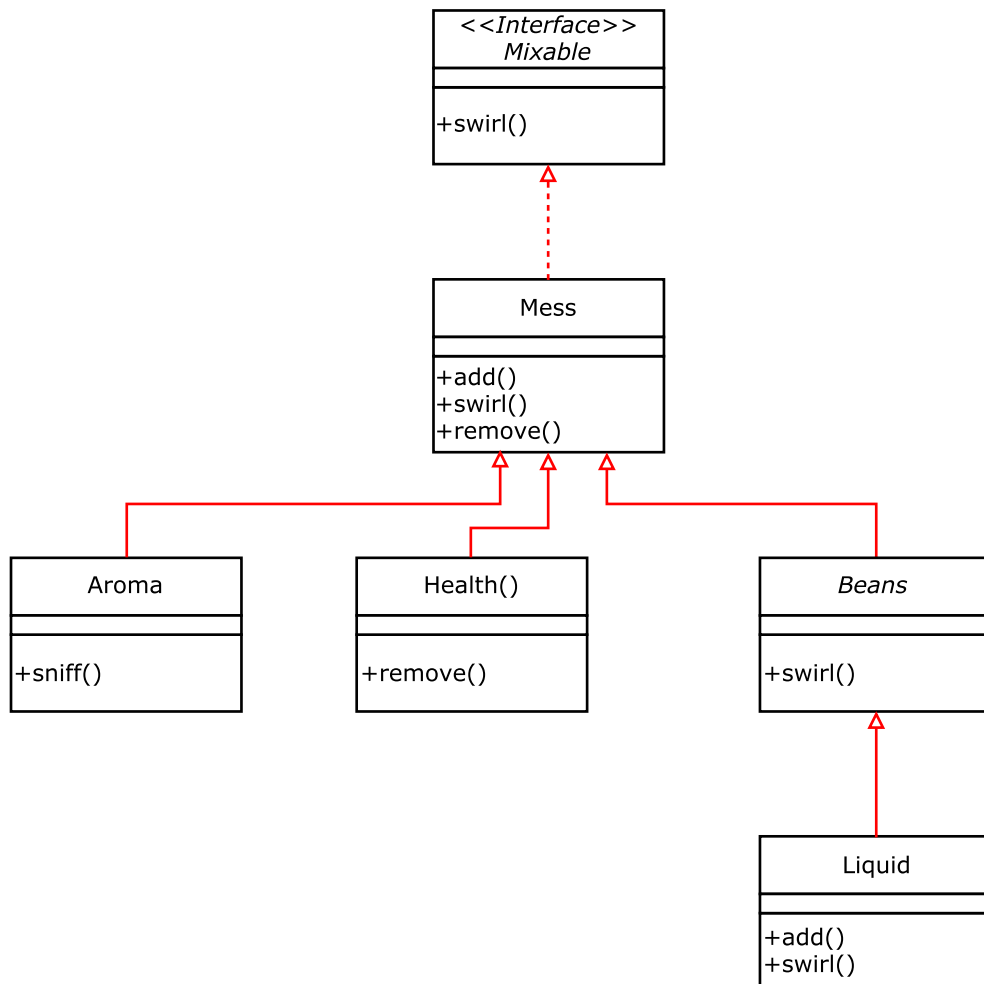 <<Interface>>
Mixable
+swirl()
Mess
+add()
+swirl()
+remove()
Aroma
+sniff()
Health()
+remove()
Beans
+swirl()
Liquid
+add()
+swirl()